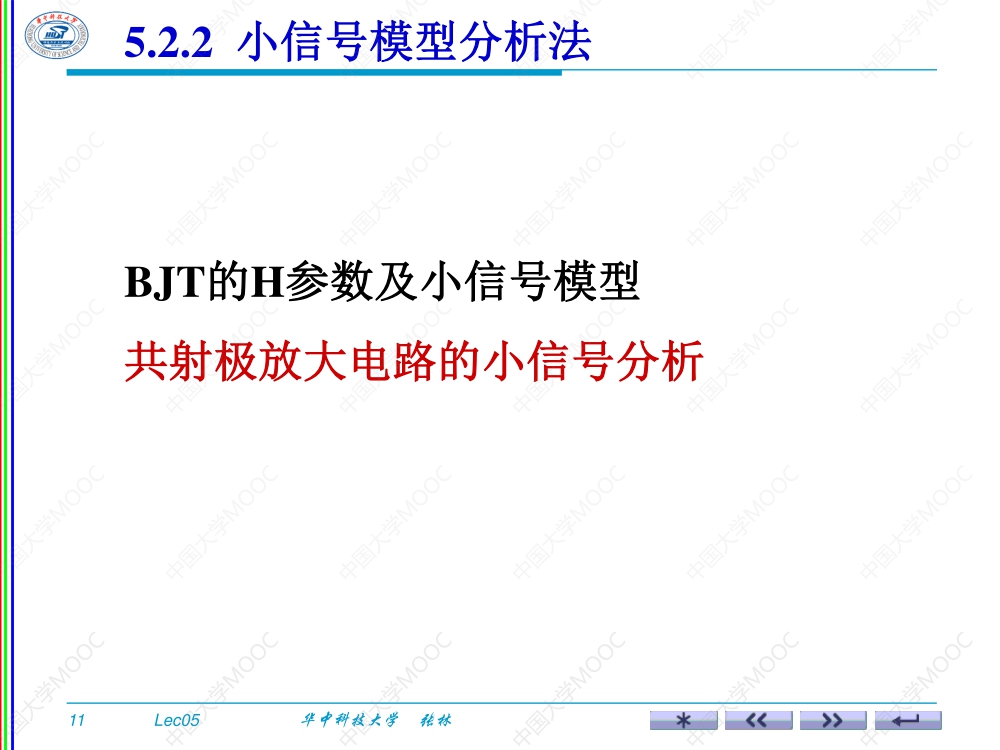 5.2.2 小信号模型分析法
BJT的H参数及小信号模型
共射极放大电路的小信号分析
11 Lec05 华中科技大学 张林
中国大学MOOC